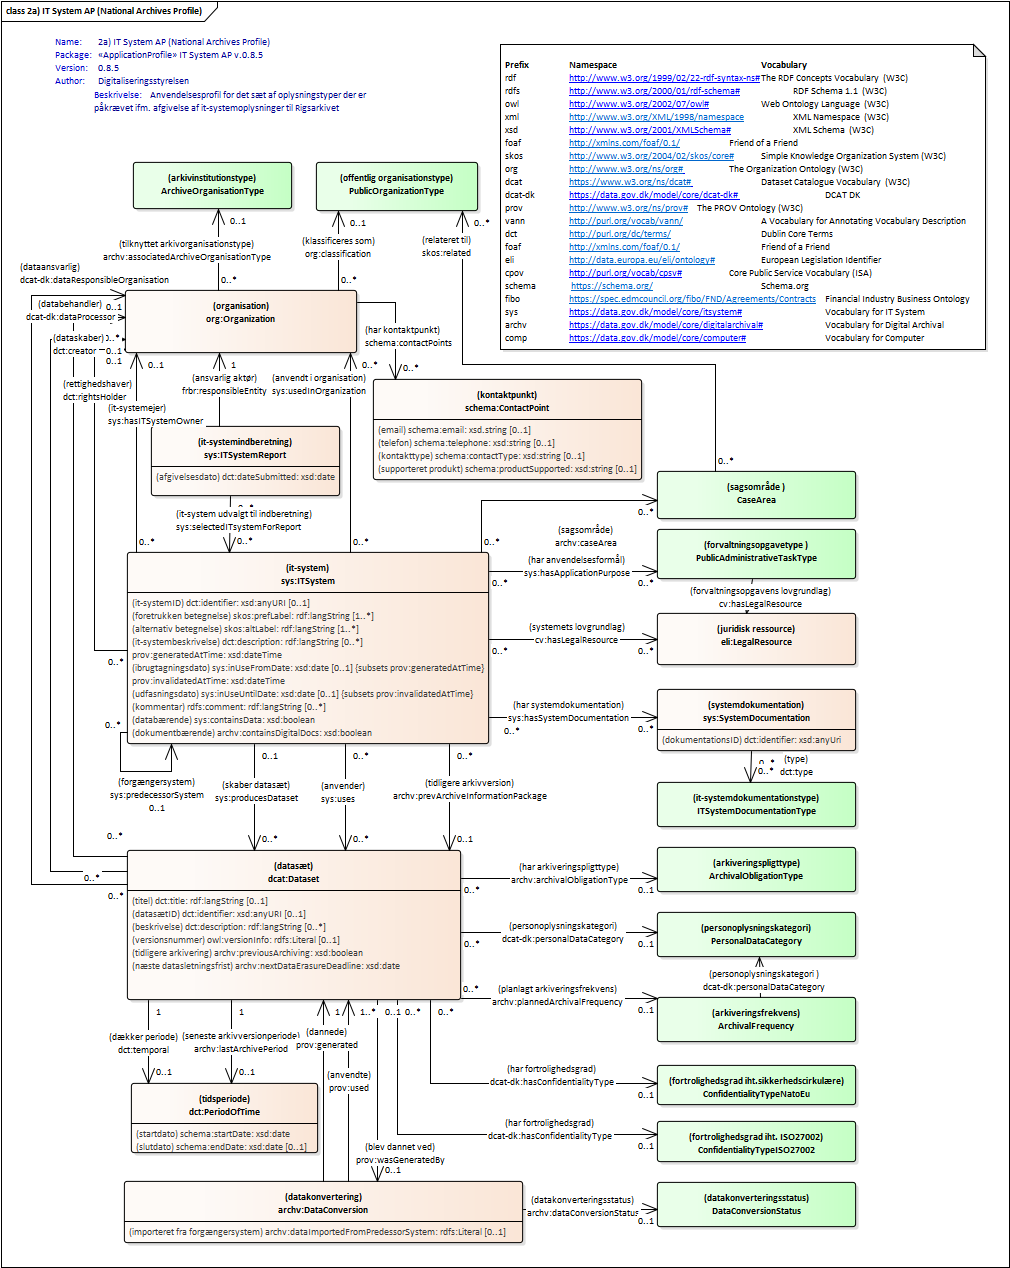 class 2a) IT System AP (National Archives Profile)
Name: 2a) IT System AP (National Archives Profile)
Package: «ApplicationProfile» IT System AP v.0.8.5
Version: 0.8.5
Author: Digitaliseringsstyrelsen
Beskrivelse: Anvendelsesprofil for det sæt af oplysningstyper der er
påkrævet ifm. afgivelse af it-systemoplysninger til Rigsarkivet
Prefix Namespace Vocabulary
rdf http://www.w3.org/1999/02/22-rdf-syntax-ns# The RDF Concepts Vocabulary (W3C)
rdfs http://www.w3.org/2000/01/rdf-schema# RDF Schema 1.1 (W3C)
owl http://www.w3.org/2002/07/owl# Web Ontology Language (W3C)
xml http://www.w3.org/XML/1998/namespace XML Namespace (W3C)
xsd http://www.w3.org/2001/XMLSchema# XML Schema (W3C)
foaf http://xmlns.com/foaf/0.1/ Friend of a Friend
skos http://www.w3.org/2004/02/skos/core# Simple Knowledge Organization System (W3C)
org http://www.w3.org/ns/org# The Organization Ontology (W3C)
dcat https://www.w3.org/ns/dcat# Dataset Catalogue Vocabulary (W3C)
dcat-dk https://data.gov.dk/model/core/dcat-dk# DCAT DK
prov http://www.w3.org/ns/prov# The PROV Ontology (W3C)
vann http://purl.org/vocab/vann/ A Vocabulary for Annotating Vocabulary Description
dct http://purl.org/dc/terms/ Dublin Core Terms
foaf http://xmlns.com/foaf/0.1/ Friend of a Friend
eli http://data.europa.eu/eli/ontology# European Legislation Identifier
cpov http://purl.org/vocab/cpsv# Core Public Service Vocabulary (ISA)
schema https://schema.org/ Schema.org
fibo https://spec.edmcouncil.org/fibo/FND/Agreements/Contracts Financial Industry Business Ontology
sys https://data.gov.dk/model/core/itsystem# Vocabulary for IT System
archv https://data.gov.dk/model/core/digitalarchival# Vocabulary for Digital Archival
comp https://data.gov.dk/model/core/computer# Vocabulary for Computer
(arkivinstitutionstype)
ArchiveOrganisationType
(offentlig organisationstype)
PublicOrganizationType
0..1
0..1
0..*
(tilknyttet arkivorganisationstype)
archv:associatedArchiveOrganisationType
(klassificeres som)
org:classification
(relateret til)
skos:related
0..*
0..*
(dataansvarlig)
dcat-dk:dataResponsibleOrganisation
(databehandler)
dcat-dk:dataProcessor
0..1
(dataskaber)
dct:creator
0..*
0..1
0..1
(organisation)
org:Organization
(har kontaktpunkt)
schema:contactPoints
0..*
(rettighedshaver)
dct:rightsHolder
0..1
1
0..*
(it-systemejer)
sys:hasITSystemOwner
(ansvarlig aktør)
frbr:responsibleEntity
(anvendt i organisation)
sys:usedInOrganization
(kontaktpunkt)
schema:ContactPoint
(email) schema:email: xsd.string [0..1]
(telefon) schema:telephone: xsd:string [0..1]
(kontakttype) schema:contactType: xsd:string [0..1]
(supporteret produkt) schema:productSupported: xsd:string [0..1]
(it-systemindberetning)
sys:ITSystemReport
(afgivelsesdato) dct:dateSubmitted: xsd:date
0..*
(it-system udvalgt til indberetning)
sys:selectedITsystemForReport
0..*
0..*
0..*
0..*
(sagsområde )
CaseArea
0..*
(sagsområde)
archv:caseArea
(forvaltningsopgavetype )
PublicAdministrativeTaskType
(har anvendelsesformål)
sys:hasApplicationPurpose
0..*
0..*
(forvaltningsopgavens lovgrundlag)
cv:hasLegalResource
(juridisk ressource)
eli:LegalResource
(systemets lovgrundlag)
cv:hasLegalResource
0..*
0..*
(it-system)
sys:ITSystem
(it-systemID) dct:identifier: xsd:anyURI [0..1]
(foretrukken betegnelse) skos:prefLabel: rdf:langString [1..*]
(alternativ betegnelse) skos:altLabel: rdf:langString [1..*]
(it-systembeskrivelse) dct:description: rdf:langString [0..*]
prov:generatedAtTime: xsd:dateTime
(ibrugtagningsdato) sys:inUseFromDate: xsd:date [0..1] {subsets prov:generatedAtTime}
prov:invalidatedAtTime: xsd:dateTime
(udfasningsdato) sys:inUseUntilDate: xsd:date [0..1] {subsets prov:invalidatedAtTime}
(kommentar) rdfs:comment: rdf:langString [0..*]
(databærende) sys:containsData: xsd:boolean
(dokumentbærende) archv:containsDigitalDocs: xsd:boolean
0..*
0..*
(forgængersystem)
sys:predecessorSystem
0..1
(har systemdokumentation)
sys:hasSystemDocumentation
0..*
0..*
(systemdokumentation)
sys:SystemDocumentation
(dokumentationsID) dct:identifier: xsd:anyUri
0..*
(type)
dct:type
0..*
(it-systemdokumentationstype)
ITSystemDocumentationType
0..1
0..*
0..*
(skaber datasæt)
sys:producesDataset
(anvender)
sys:uses
(tidligere arkivversion)
archv:prevArchiveInformationPackage
0..*
0..*
0..1
0..*
0..*
0..*
(datasæt)
dcat:Dataset
(titel) dct:title: rdf:langString [0..1]
(datasætID) dct:identifier: xsd:anyURI [0..1]
(beskrivelse) dct:description: rdf:langString [0..*]
(versionsnummer) owl:versionInfo: rdfs:Literal [0..1]
(tidligere arkivering) archv:previousArchiving: xsd:boolean
(næste datasletningsfrist) archv:nextDataErasureDeadline: xsd:date
(har arkiveringspligttype)
archv:archivalObligationType
0..*
0..1
(arkiveringspligttype)
ArchivalObligationType
(personoplysningskategori)
dcat-dk:personalDataCategory
0..*
0..1
(personoplysningskategori)
PersonalDataCategory
(personoplysningskategori )
dcat-dk:personalDataCategory
0..*
(planlagt arkiveringsfrekvens)
archv:plannedArchivalFrequency
0..1
(arkiveringsfrekvens)
ArchivalFrequency
1
1
1
1..*
0..1
0..*
0..*
(dækker periode)
dct:temporal
(seneste arkivversionperiode)
archv:lastArchivePeriod
(dannede)
prov:generated
(anvendte)
prov:used
0..1
0..1
(tidsperiode)
dct:PeriodOfTime
(startdato) schema:startDate: xsd:date
(slutdato) schema:endDate: xsd:date [0..1]
(har fortrolighedsgrad)
dcat-dk:hasConfidentialityType
0..1
(fortrolighedsgrad iht.sikkerhedscirkulære)
ConfidentialityTypeNatoEu
(har fortrolighedsgrad)
dcat-dk:hasConfidentialityType
0..1
(fortrolighedsgrad iht. ISO27002)
ConfidentialityTypeISO27002
(blev dannet ved)
prov:wasGeneratedBy
0..1
(datakonvertering)
archv:DataConversion
(importeret fra forgængersystem) archv:dataImportedFromPredessorSystem: rdfs:Literal [0..1]
(datakonverteringsstatus)
archv:dataConversionStatus
0..1
(datakonverteringsstatus)
DataConversionStatus